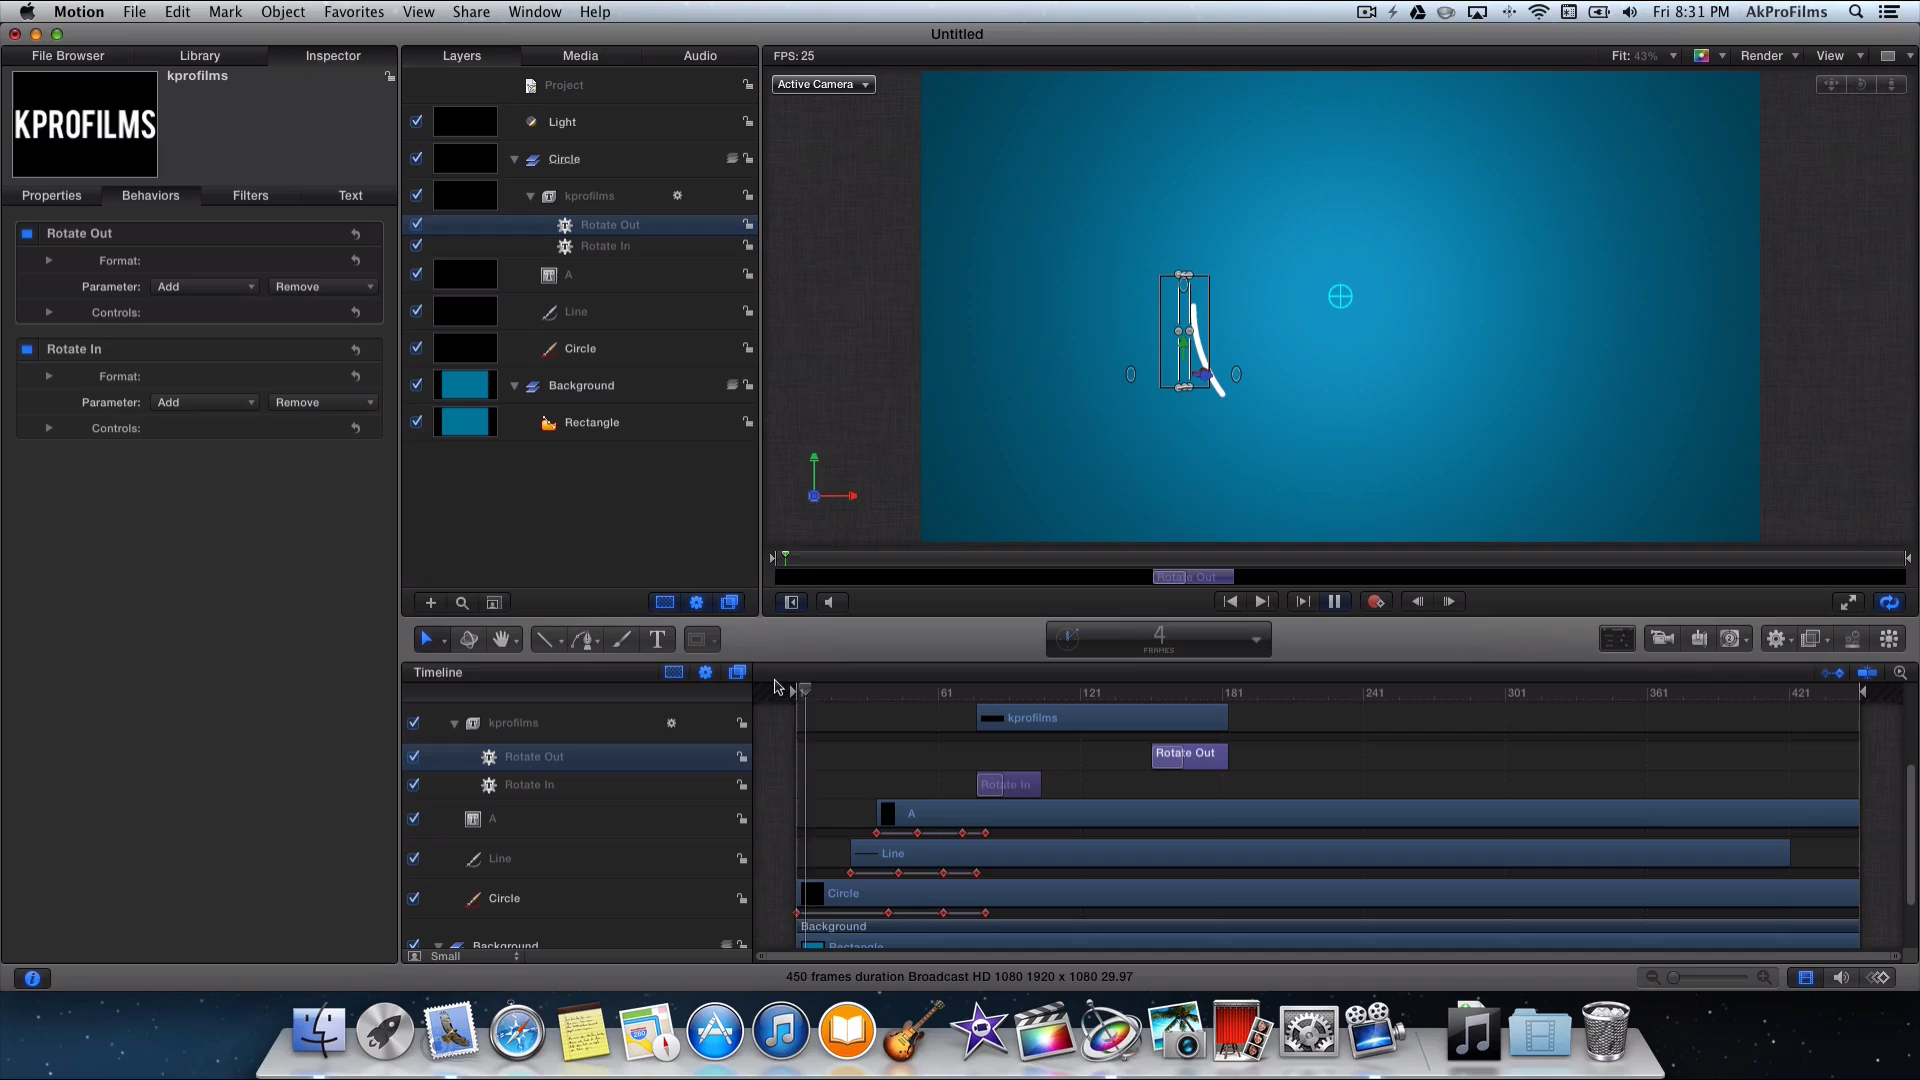 Motion File Edit Mark Object Favorites View Share Window Help Fri 8:31 PM AkProFilms
Untitled
File Browser Library Inspector Layers Media Audio FPS: 25 Fit: 43% Render View
kprofilms
KPROFILMS
Active Camera
Project
Light
Circle
Properties Behaviors Filters Text
kprofilms
Rotate Out
Rotate In
A
Line
Circle
Background
Rectangle
Rotate Out
Format:
Parameter: Add Remove
Controls:
Rotate In
Format:
Parameter: Add Remove
Controls:
Rotate Out
4
FRAMES
Timeline
61 121 181 241 301 361 421
kprofilms kprofilms
Rotate Out Rotate Out
Rotate In Rotate In
A A
Line Line
Circle Circle
Background Background
Rectangle
Small
450 frames duration Broadcast HD 1080 1920 x 1080 29.97